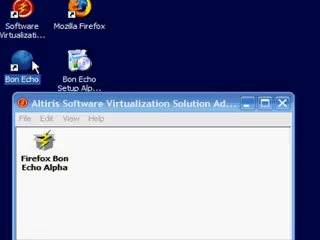 Software
Virtualizati...
Mozilla Firefox
Bon Echo
Bon Echo
Setup Alp...
Altiris Software Virtualization Solution Ad...
File Edit View Help
Firefox Bon
Echo Alpha